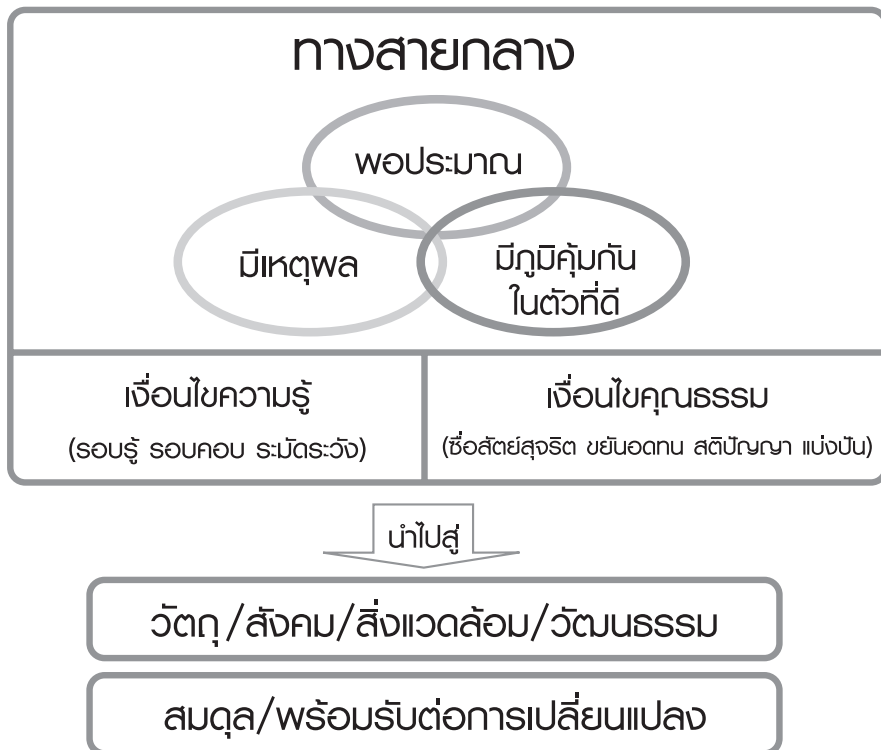 ทางสายกลาง
พอประมาณ
มีเหตุผล
มีภูมิคุ้มกัน
ในตัวที่ดี
เงื่อนไขความรู้
(รอบรู้ รอบคอบ ระมัดระวัง)
เงื่อนไขคุณธรรม
(ซื่อสัตย์สุจริต ขยันอดทน สติปัญญา แบ่งปัน)
นำไปสู่
วัตถุ/สังคม/สิ่งแวดล้อม/วัฒนธรรม
สมดุล/พร้อมรับต่อการเปลี่ยนแปลง